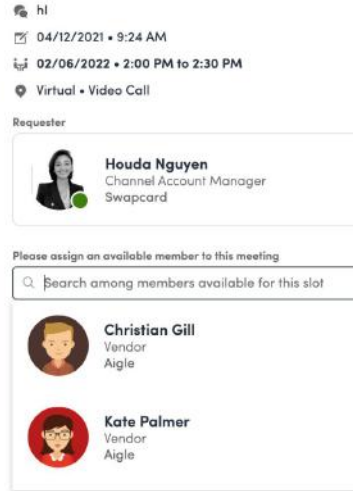 hl
04/12/2021 • 9:24 AM
02/06/2022 • 2:00 PM to 2:30 PM
Virtual • Video Call
Requester
Houda Nguyen
Channel Account Manager
Swapcard
Please assign an available member to this meeting
Search among members available for this slot
Christian Gill
Vendor
Aigle
Kate Palmer
Vendor
Aigle